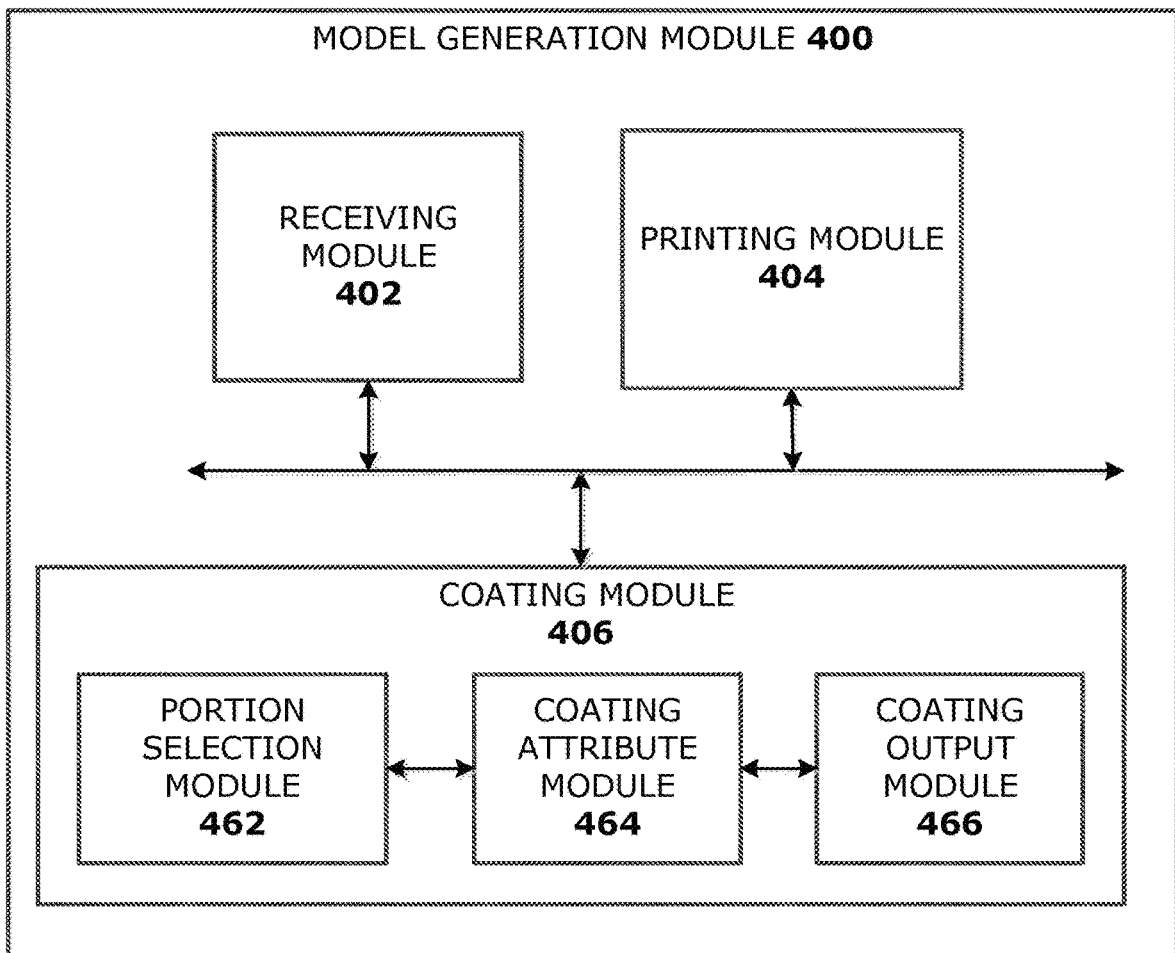 MODEL GENERATION MODULE 400
RECEIVING
MODULE
402
PRINTING MODULE
404
COATING MODULE
406
PORTION
SELECTION
MODULE
462
COATING
ATTRIBUTE
MODULE
464
COATING
OUTPUT
MODULE
466